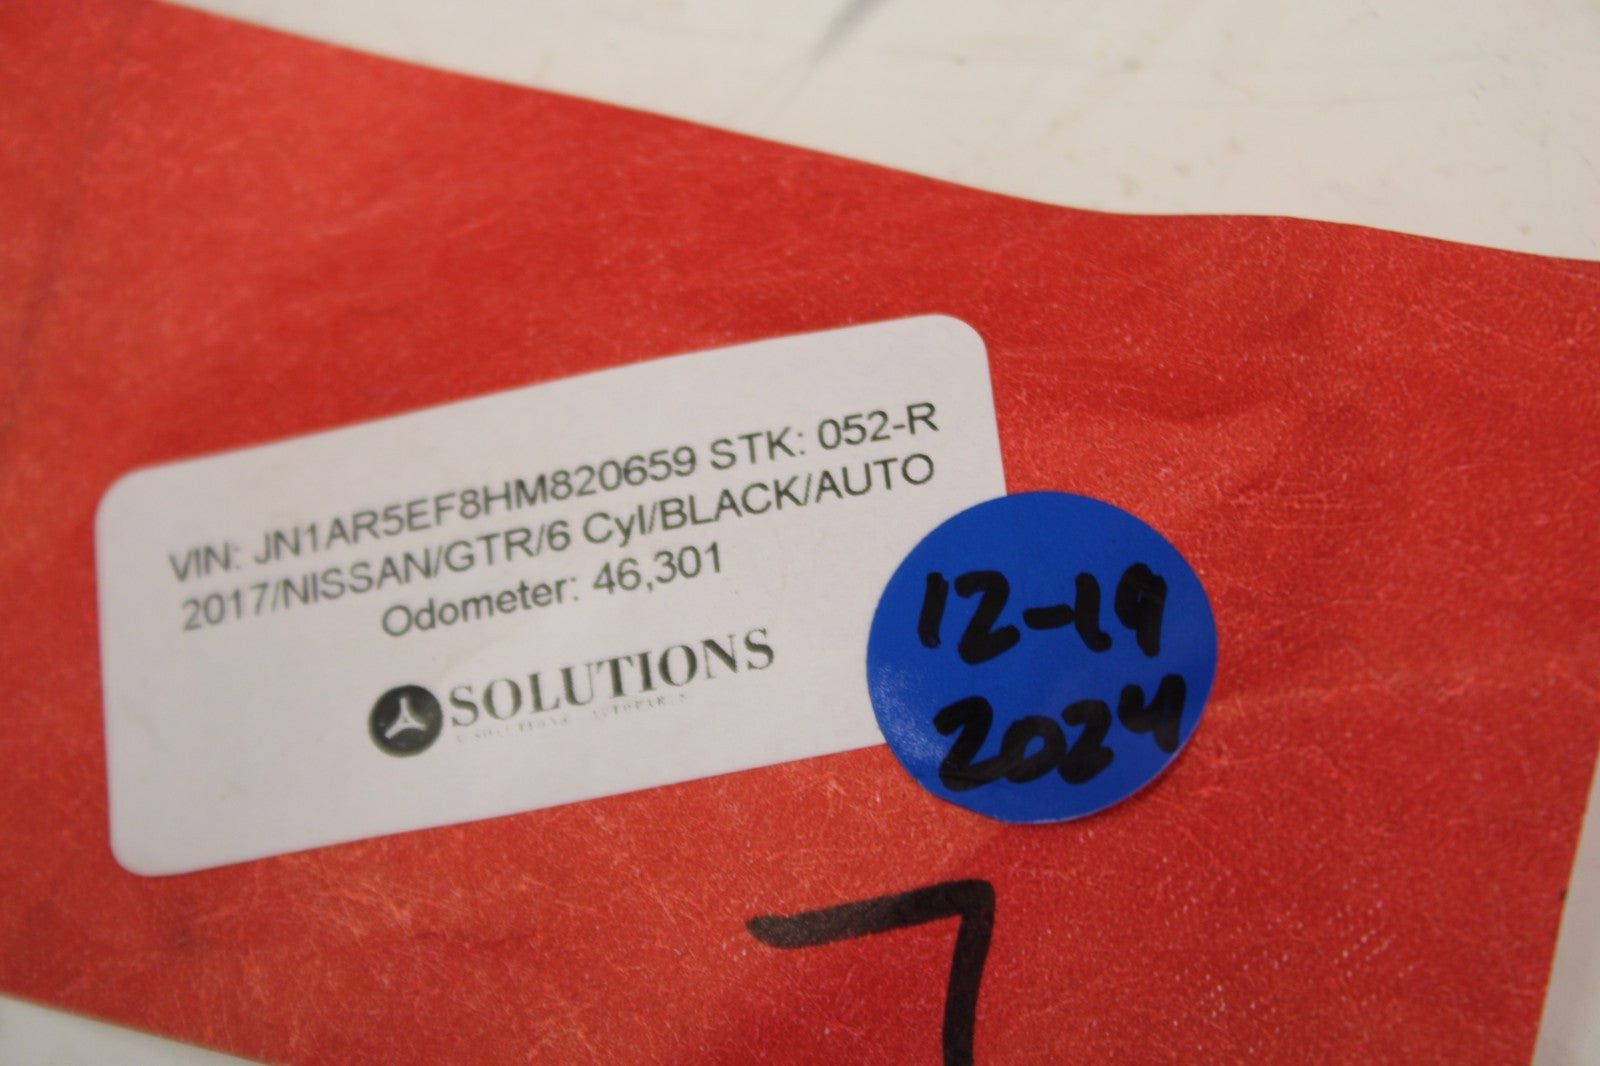 VIN: JN1AR5EF8HM820659 STK: 052-R
2017/NISSAN/GTR/6 Cyl/BLACK/AUTO
Odometer: 46,301
SOLUTIONS
12-19
2024
7